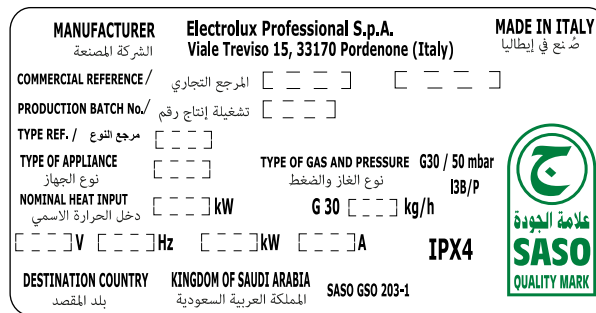 MANUFACTURER Electrolux Professional S.p.A. MADE IN ITALY
الشركة المصنعة Viale Treviso 15, 33170 Pordenone (Italy) صُنع في إيطاليا
COMMERCIAL REFERENCE / المرجع التجاري
PRODUCTION BATCH No./ تشغيلة إنتاج رقم
TYPE REF. / مرجع النوع
TYPE OF APPLIANCE TYPE OF GAS AND PRESSURE G30 / 50 mbar
نوع الجهاز نوع الغاز والضغط I3B/P
NOMINAL HEAT INPUT kW G 30 kg/h
دخل الحرارة الاسمي
V Hz kW A IPX4
DESTINATION COUNTRY KINGDOM OF SAUDI ARABIA SASO GSO 203-1
بلد المقصد المملكة العربية السعودية
ج
علامة الجودة
SASO
QUALITY MARK